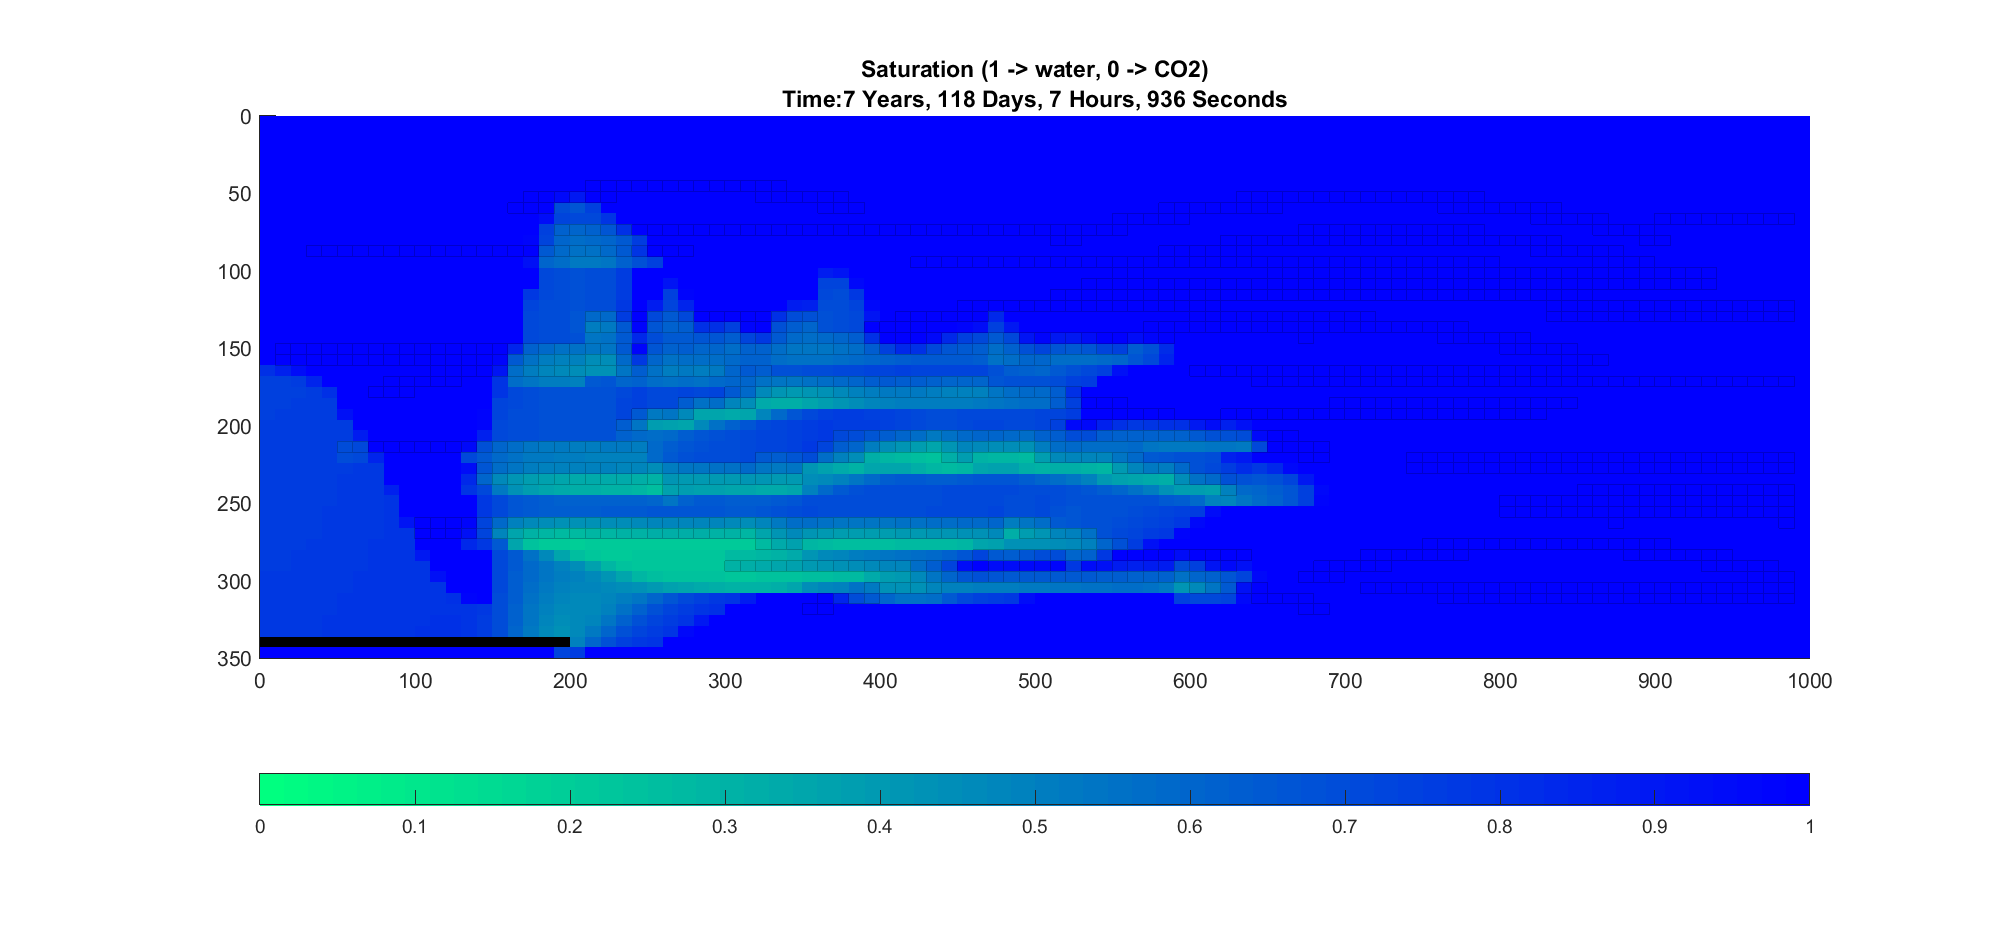 Saturation (1 -> water, 0 -> CO2)
Time:7 Years, 118 Days, 7 Hours, 936 Seconds
0
50
100
150
200
250
300
350
0 100 200 300 400 500 600 700 800 900 1000
0 0.1 0.2 0.3 0.4 0.5 0.6 0.7 0.8 0.9 1